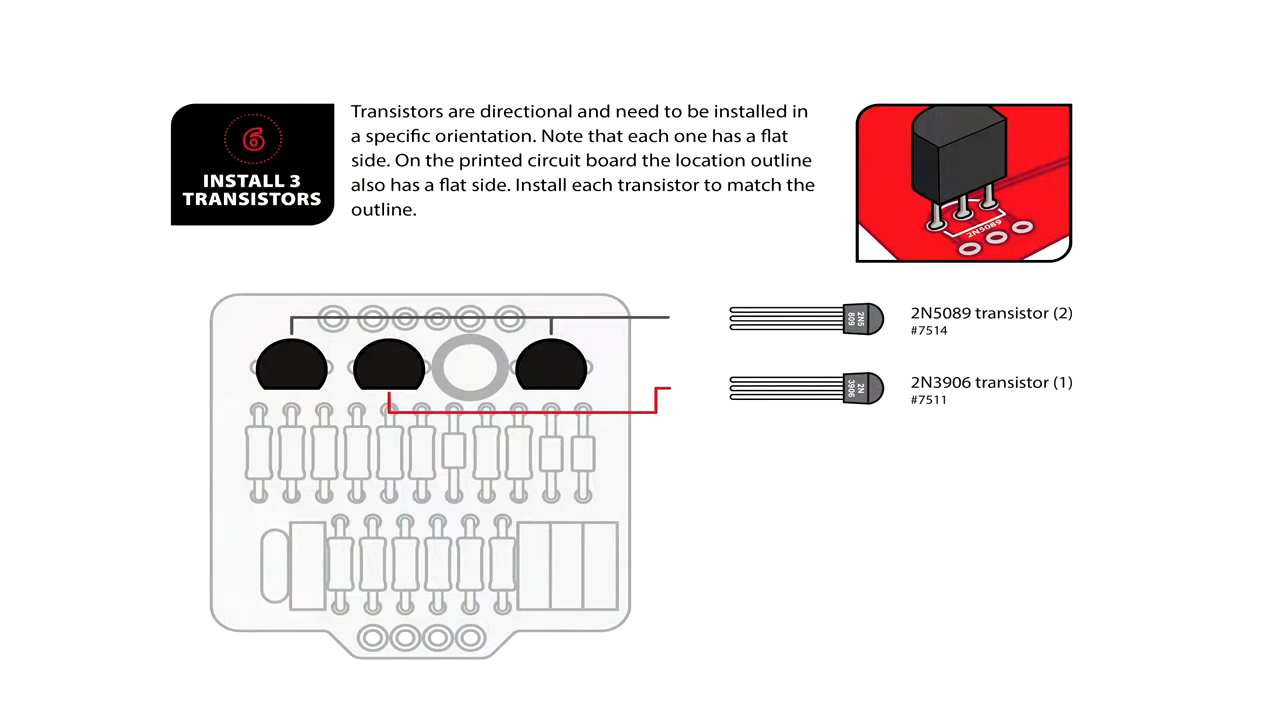 6
INSTALL 3
TRANSISTORS
Transistors are directional and need to be installed in
a specific orientation. Note that each one has a flat
side. On the printed circuit board the location outline
also has a flat side. Install each transistor to match the
outline.
2N5089
2N5
809
2N5089 transistor (2)
#7514
2N
3906
2N3906 transistor (1)
#7511